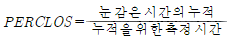 PERCLOS = 눈 감은 시간의 누적
누적을 위한 측정 시간